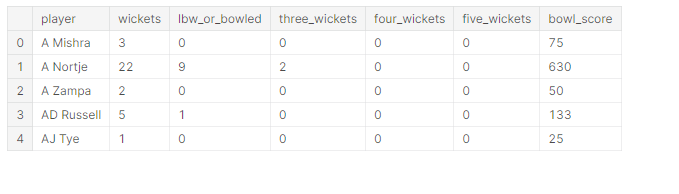 player wickets lbw_or_bowled three_wickets four_wickets five_wickets bowl_score
0 A Mishra 3 0 0 0 0 75
1 A Nortje 22 9 2 0 0 630
2 A Zampa 2 0 0 0 0 50
3 AD Russell 5 1 0 0 0 133
4 AJ Tye 1 0 0 0 0 25